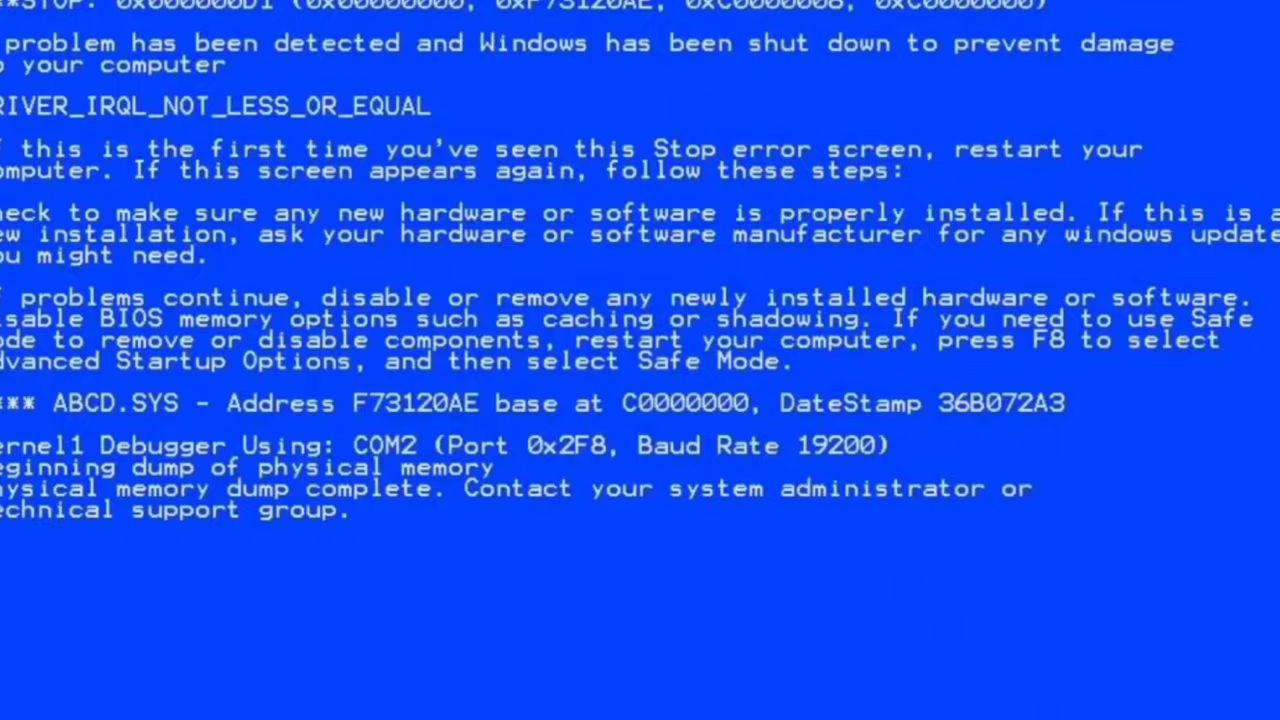 *STOP: 0x000000D1 (0x00000000, 0xF73120AE, 0xC0000008, 0xC0000000)
problem has been detected and Windows has been shut down to prevent damage
o your computer
RIVER_IRQL_NOT_LESS_OR_EQUAL
f this is the first time you've seen this Stop error screen, restart your
omputer. If this screen appears again, follow these steps:
heck to make sure any new hardware or software is properly installed. If this is a
ew installation, ask your hardware or software manufacturer for any windows update
ou might need.
f problems continue, disable or remove any newly installed hardware or software.
isable BIOS memory options such as caching or shadowing. If you need to use Safe
ode to remove or disable components, restart your computer, press F8 to select
dvanced Startup Options, and then select Safe Mode.
** ABCD.SYS - Address F73120AE base at C0000000, DateStamp 36B072A3
ernel1 Debugger Using: COM2 (Port 0x2F8, Baud Rate 19200)
eginning dump of physical memory
hysical memory dump complete. Contact your system administrator or
echnical support group.